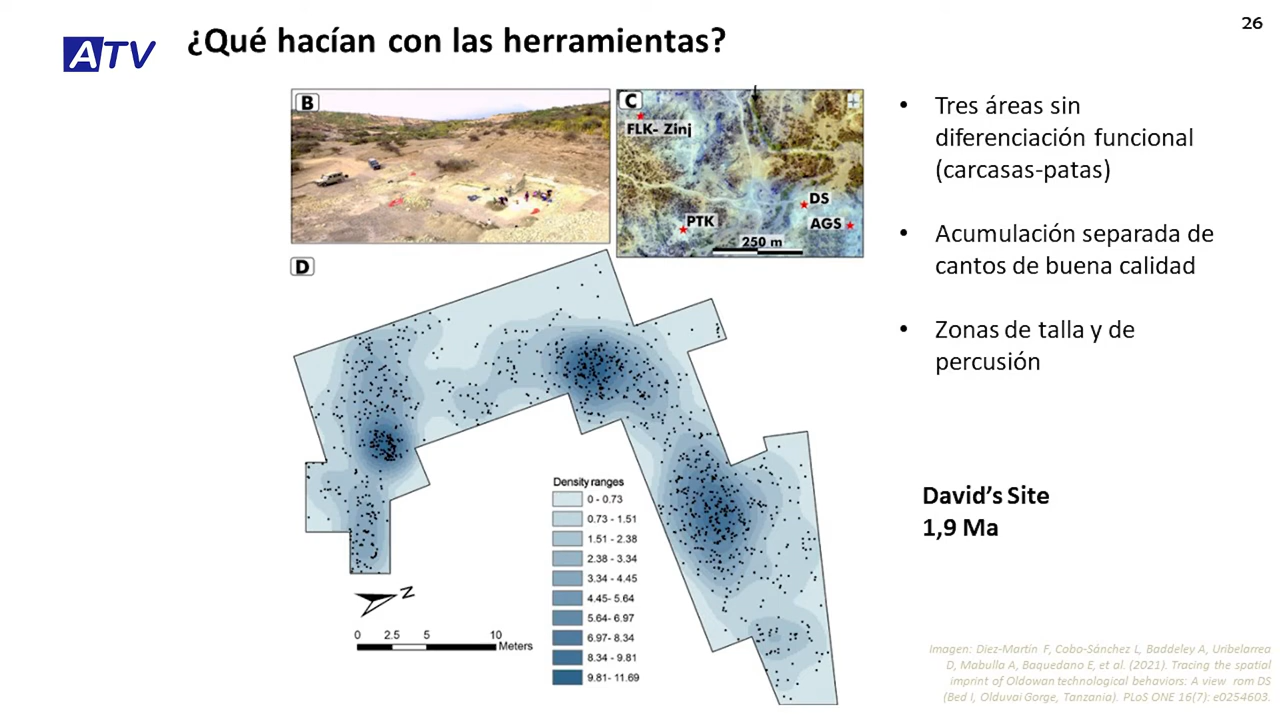 26
ATV
¿Qué hacían con las herramientas?
B
C
FLK- Zinj
DS
PTK
AGS
250 m
D
• Tres áreas sin
diferenciación funcional
(carcasas-patas)
• Acumulación separada de
cantos de buena calidad
• Zonas de talla y de
percusión
Density ranges
0 - 0.73
0.73 - 1.51
1.51 - 2.38
2.38 - 3.34
3.34 - 4.45
4.45- 5.64
5.64- 6.97
6.97- 8.34
8.34 - 9.81
9.81- 11.69
Z
0 2.5 5 10
Meters
David’s Site
1,9 Ma
Imagen: Díez-Martín F, Cobo-Sánchez L, Baddeley A, Uribelarrea
D, Mabulla A, Baquedano E, et al. (2021). Tracing the spatial
imprint of Oldowan technological behaviors: A view rom DS
(Bed I, Olduvai Gorge, Tanzania). PLoS ONE 16(7): e0254603.